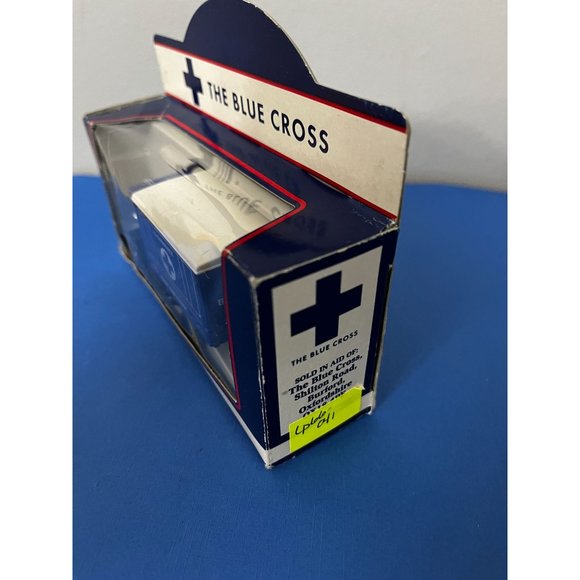 THE BLUE CROSS
THE BLUE CROSS
SOLD IN AID OF:
The Blue Cross,
Shilton Road,
Burford,
Oxfordshire